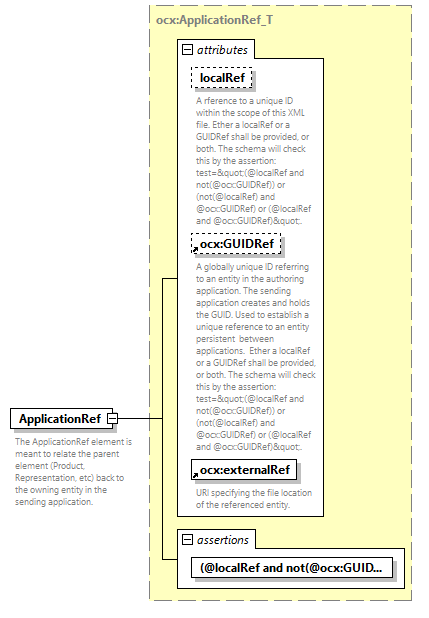 ocx:ApplicationRef_T
attributes
localRef
A rference to a unique ID
within the scope of this XML
file. Ether a localRef or a
GUIDRef shall be provided, or
both. The schema will check
this by the assertion:
test=&quot;(@localRef and
not(@ocx:GUIDRef)) or
(not(@localRef) and
@ocx:GUIDRef) or (@localRef
and @ocx:GUIDRef)&quot;.
ocx:GUIDRef
A globally unique ID referring
to an entity in the authoring
application. The sending
application creates and holds
the GUID. Used to establish a
unique reference to an entity
persistent  between
applications.  Ether a localRef
or a GUIDRef shall be provided,
or both. The schema will check
this by the assertion:
test=&quot;(@localRef and
not(@ocx:GUIDRef)) or
(not(@localRef) and
@ocx:GUIDRef) or (@localRef
and @ocx:GUIDRef)&quot;.
ApplicationRef
The ApplicationRef element is
meant to relate the parent
element (Product,
Representation, etc) back to
the owning entity in the
sending application.
ocx:externalRef
URI specifying the file location
of the referenced entity.
assertions
(@localRef and not(@ocx:GUID...